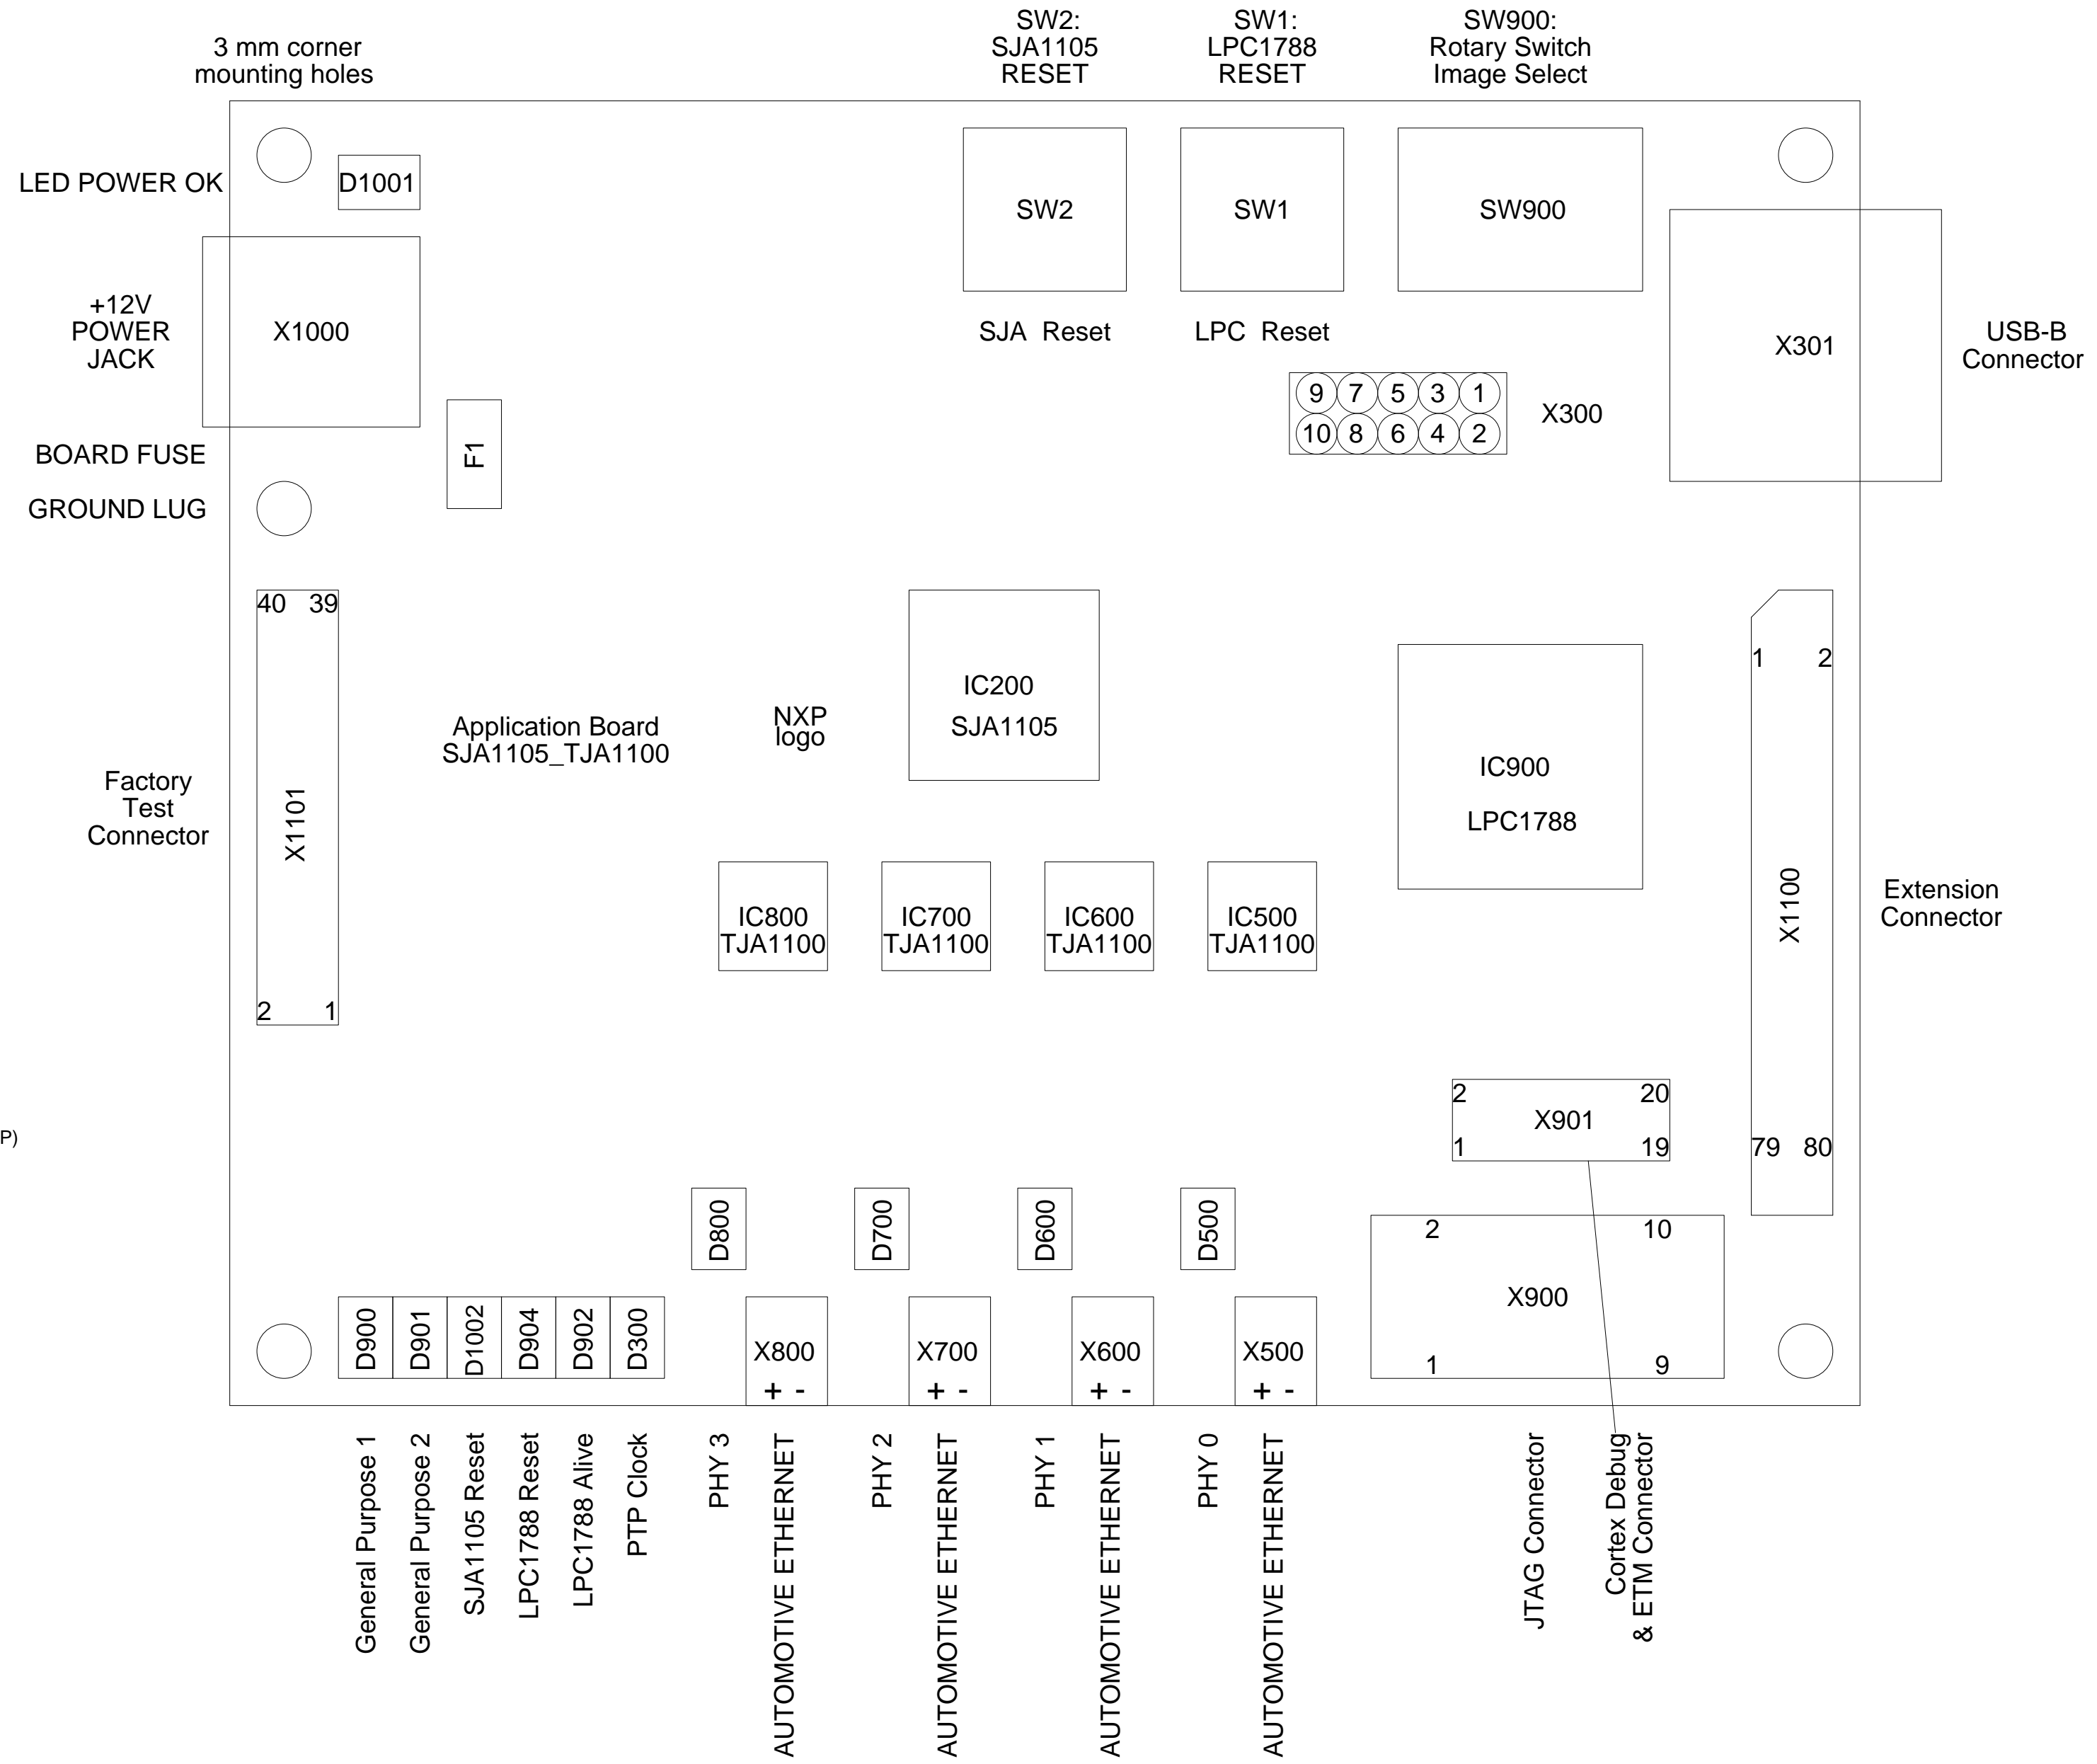 SW2:
SJA1105
RESET
SW1:
LPC1788
RESET
SW900:
Rotary Switch
Image Select
3 mm corner
mounting holes
LED POWER OK
D1001
SW2
SW1
SW900
+12V
POWER
JACK
X1000
SJA  Reset
LPC  Reset
X301
USB-B
Connector
9 7 5 3 1
10 8 6 4 2
X300
BOARD FUSE
F1
GROUND LUG
40 39
X1101
2 1
Factory
Test
Connector
Application Board
SJA1105_TJA1100
NXP
logo
IC200
SJA1105
IC900
LPC1788
1 2
X1100
79 80
Extension
Connector
IC800
TJA1100
IC700
TJA1100
IC600
TJA1100
IC500
TJA1100
P)
2 20
X901
1 19
D800
D700
D600
D500
2 10
X900
1 9
D900
D901
D1002
D904
D902
D300
X800
+ -
X700
+ -
X600
+ -
X500
+ -
General Purpose 1
General Purpose 2
SJA1105 Reset
LPC1788 Reset
LPC1788 Alive
PTP Clock
PHY 3
AUTOMOTIVE ETHERNET
PHY 2
AUTOMOTIVE ETHERNET
PHY 1
AUTOMOTIVE ETHERNET
PHY 0
AUTOMOTIVE ETHERNET
JTAG Connector
Cortex Debug
& ETM Connector